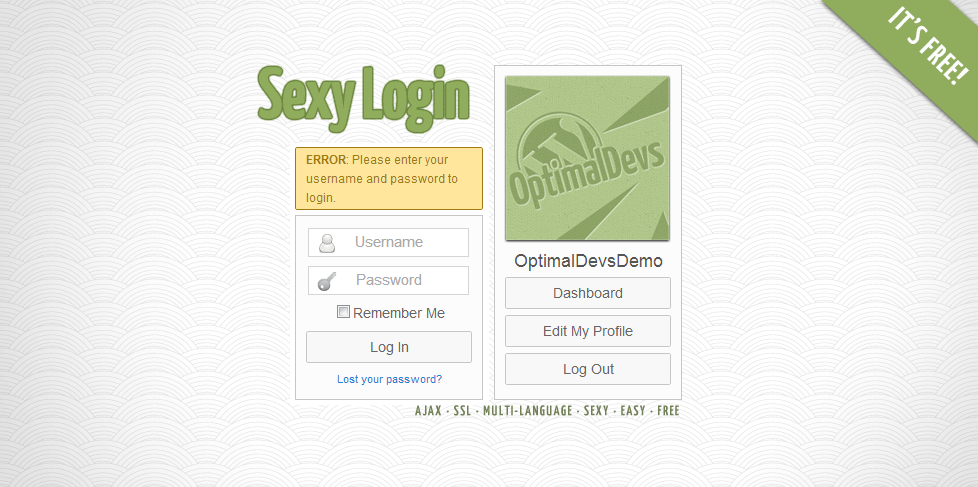 IT'S FREE!
Sexy Login
ERROR: Please enter your
username and password to
login.
Username
Password
Remember Me
Log In
Lost your password?
OptimalDevs
OptimalDevsDemo
Dashboard
Edit My Profile
Log Out
AJAX · SSL · MULTI-LANGUAGE · SEXY · EASY · FREE